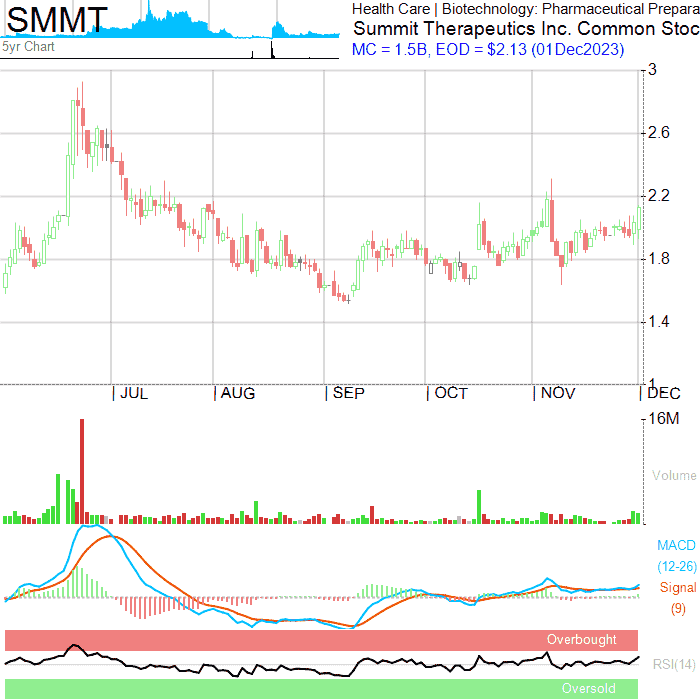 SMMT
5yr Chart
Health Care | Biotechnology: Pharmaceutical Prepara
Summit Therapeutics Inc. Common Stoc
MC = 1.5B, EOD = $2.13 (01Dec2023)
3
2.6
2.2
1.8
1.4
1
JUL AUG SEP OCT NOV DEC
16M
Volume
MACD
(12-26)
Signal
(9)
Overbought
RSI(14)
Oversold